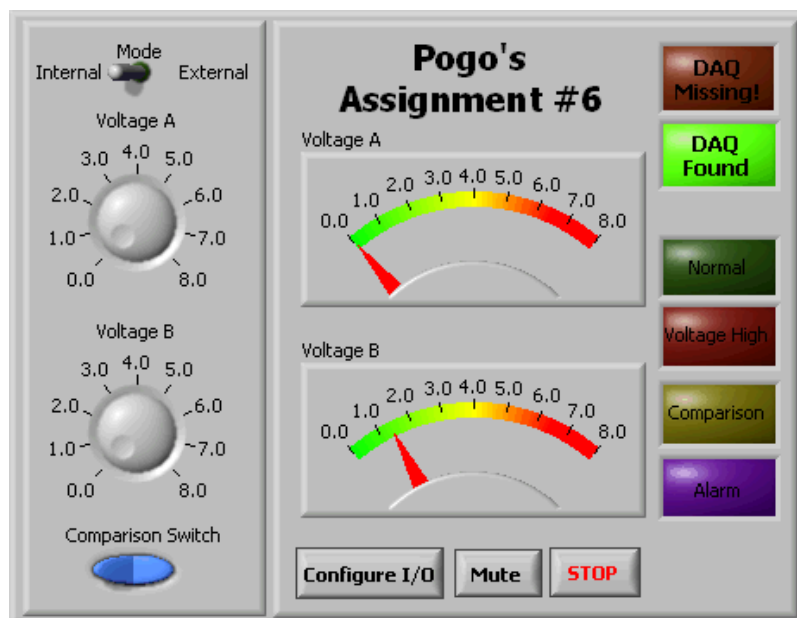 Mode
Internal External
Voltage A
4.0
3.0 5.0
2.0 6.0
1.0 7.0
0.0 8.0
Voltage B
4.0
3.0 5.0
2.0 6.0
1.0 7.0
0.0 8.0
Comparison Switch
Pogo's
Assignment #6
Voltage A
0.0 1.0 2.0 3.0 4.0 5.0 6.0 7.0 8.0
Voltage B
0.0 1.0 2.0 3.0 4.0 5.0 6.0 7.0 8.0
Configure I/O Mute STOP
DAQ
Missing!
DAQ
Found
Normal
Voltage High
Comparison
Alarm